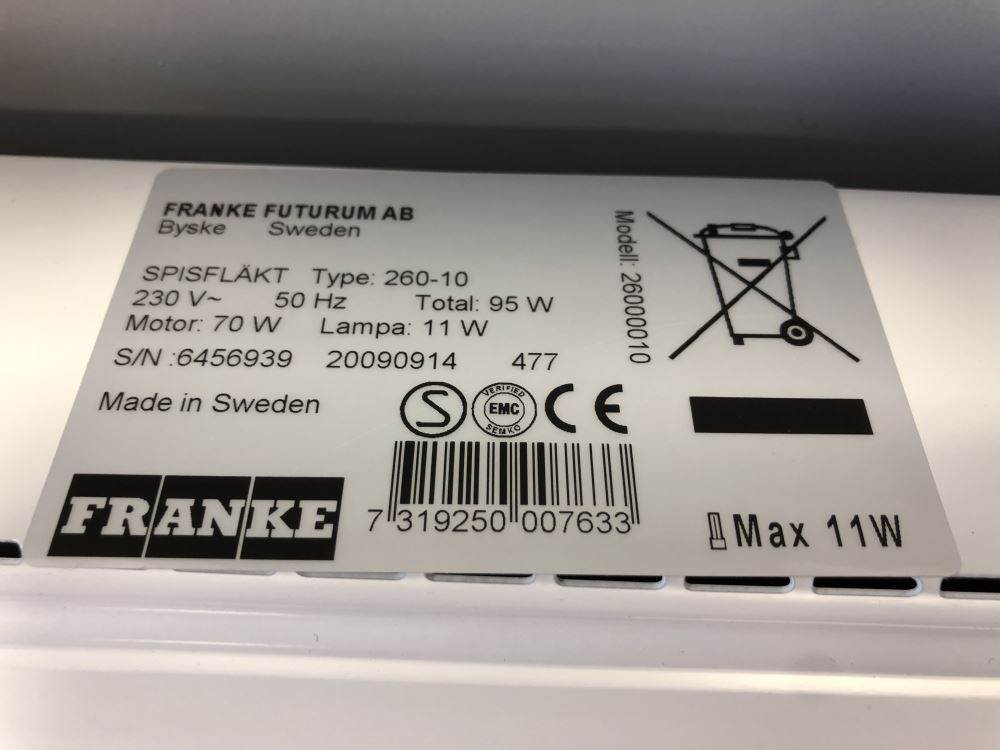 FRANKE FUTURUM AB
Byske Sweden
SPISFLÄKT Type: 260-10
230 V~ 50 Hz Total: 95 W
Motor: 70 W Lampa: 11 W
S/N :6456939 20090914 477
Made in Sweden
Modell: 26000010
S
VERIFIED
EMC
SEMKO
CE
FRANKE
7 319250 007633
Max 11W